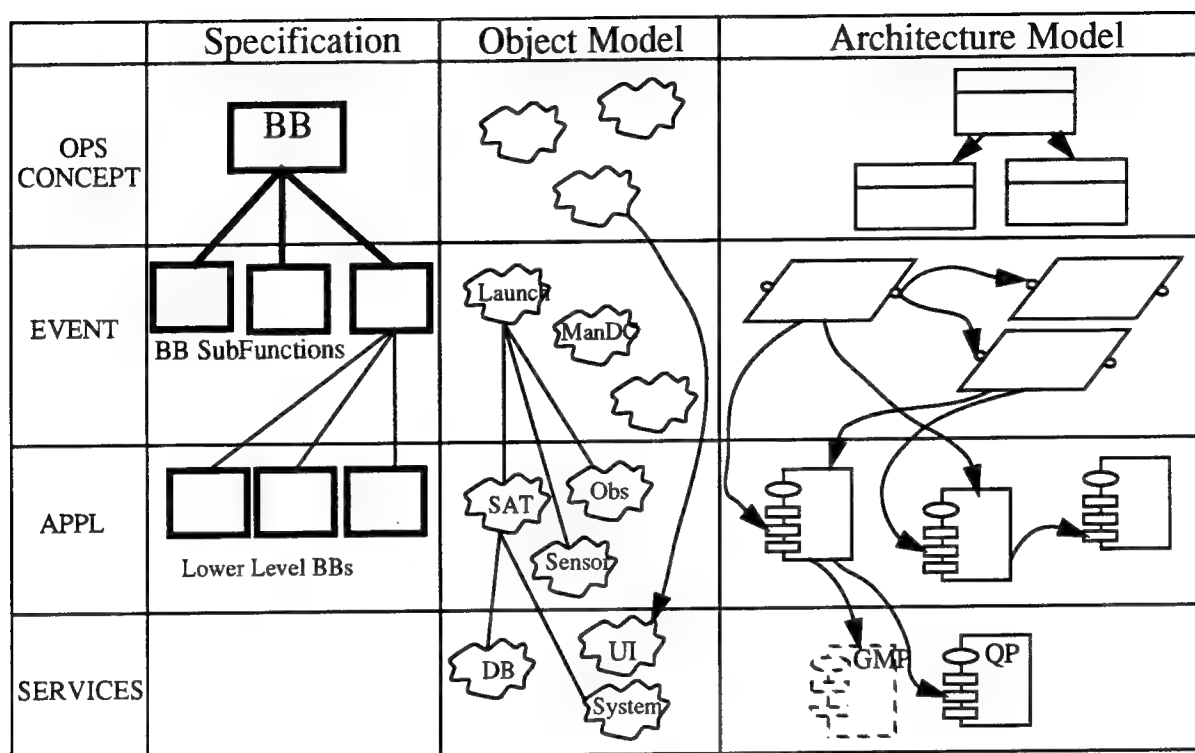 Specification
Object Model
Architecture Model
OPS
CONCEPT
BB
EVENT
BB SubFunctions
Launch
ManDC
APPL
Lower Level BBs
SAT
Obs
Sensor
SERVICES
DB
UI
System
GMP
QP